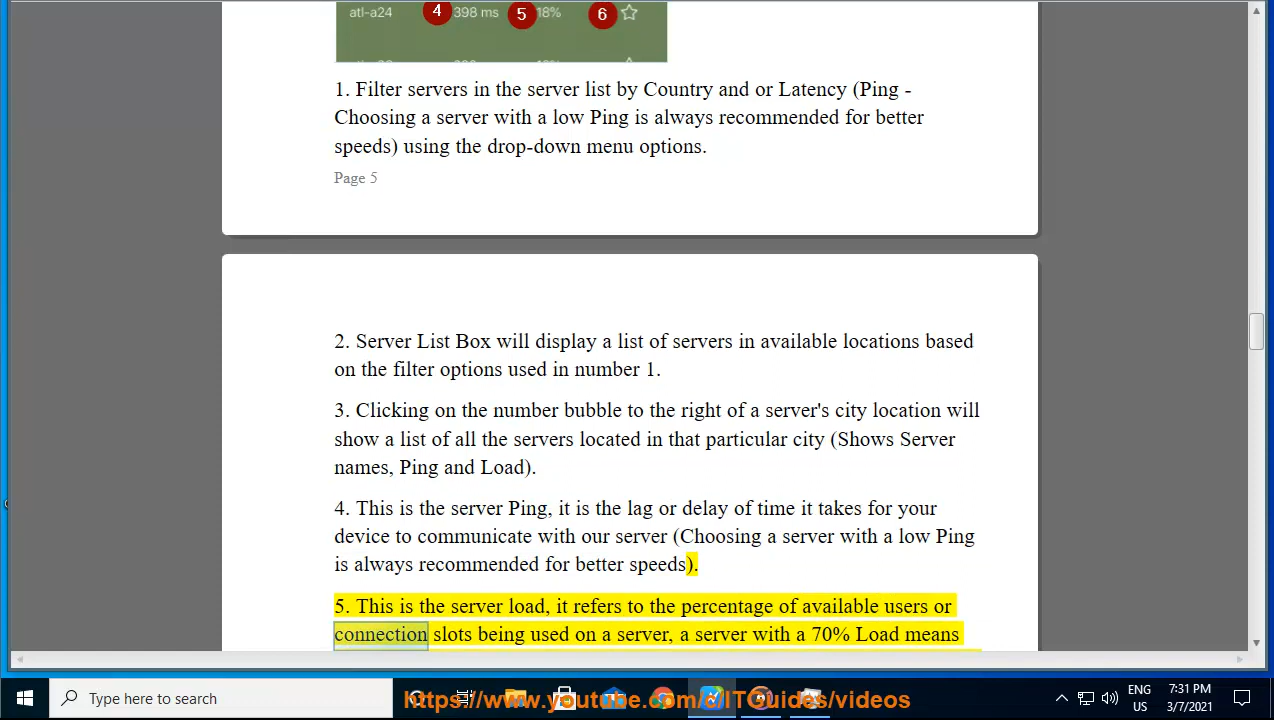 atl-a24 4 398 ms 5 18% 6
1. Filter servers in the server list by Country and or Latency (Ping -
Choosing a server with a low Ping is always recommended for better
speeds) using the drop-down menu options.
Page 5
2. Server List Box will display a list of servers in available locations based
on the filter options used in number 1.
3. Clicking on the number bubble to the right of a server's city location will
show a list of all the servers located in that particular city (Shows Server
names, Ping and Load).
4. This is the server Ping, it is the lag or delay of time it takes for your
device to communicate with our server (Choosing a server with a low Ping
is always recommended for better speeds).
5. This is the server load, it refers to the percentage of available users or
connection slots being used on a server, a server with a 70% Load means
Type here to search
ENG
US
7:31 PM
3/7/2021